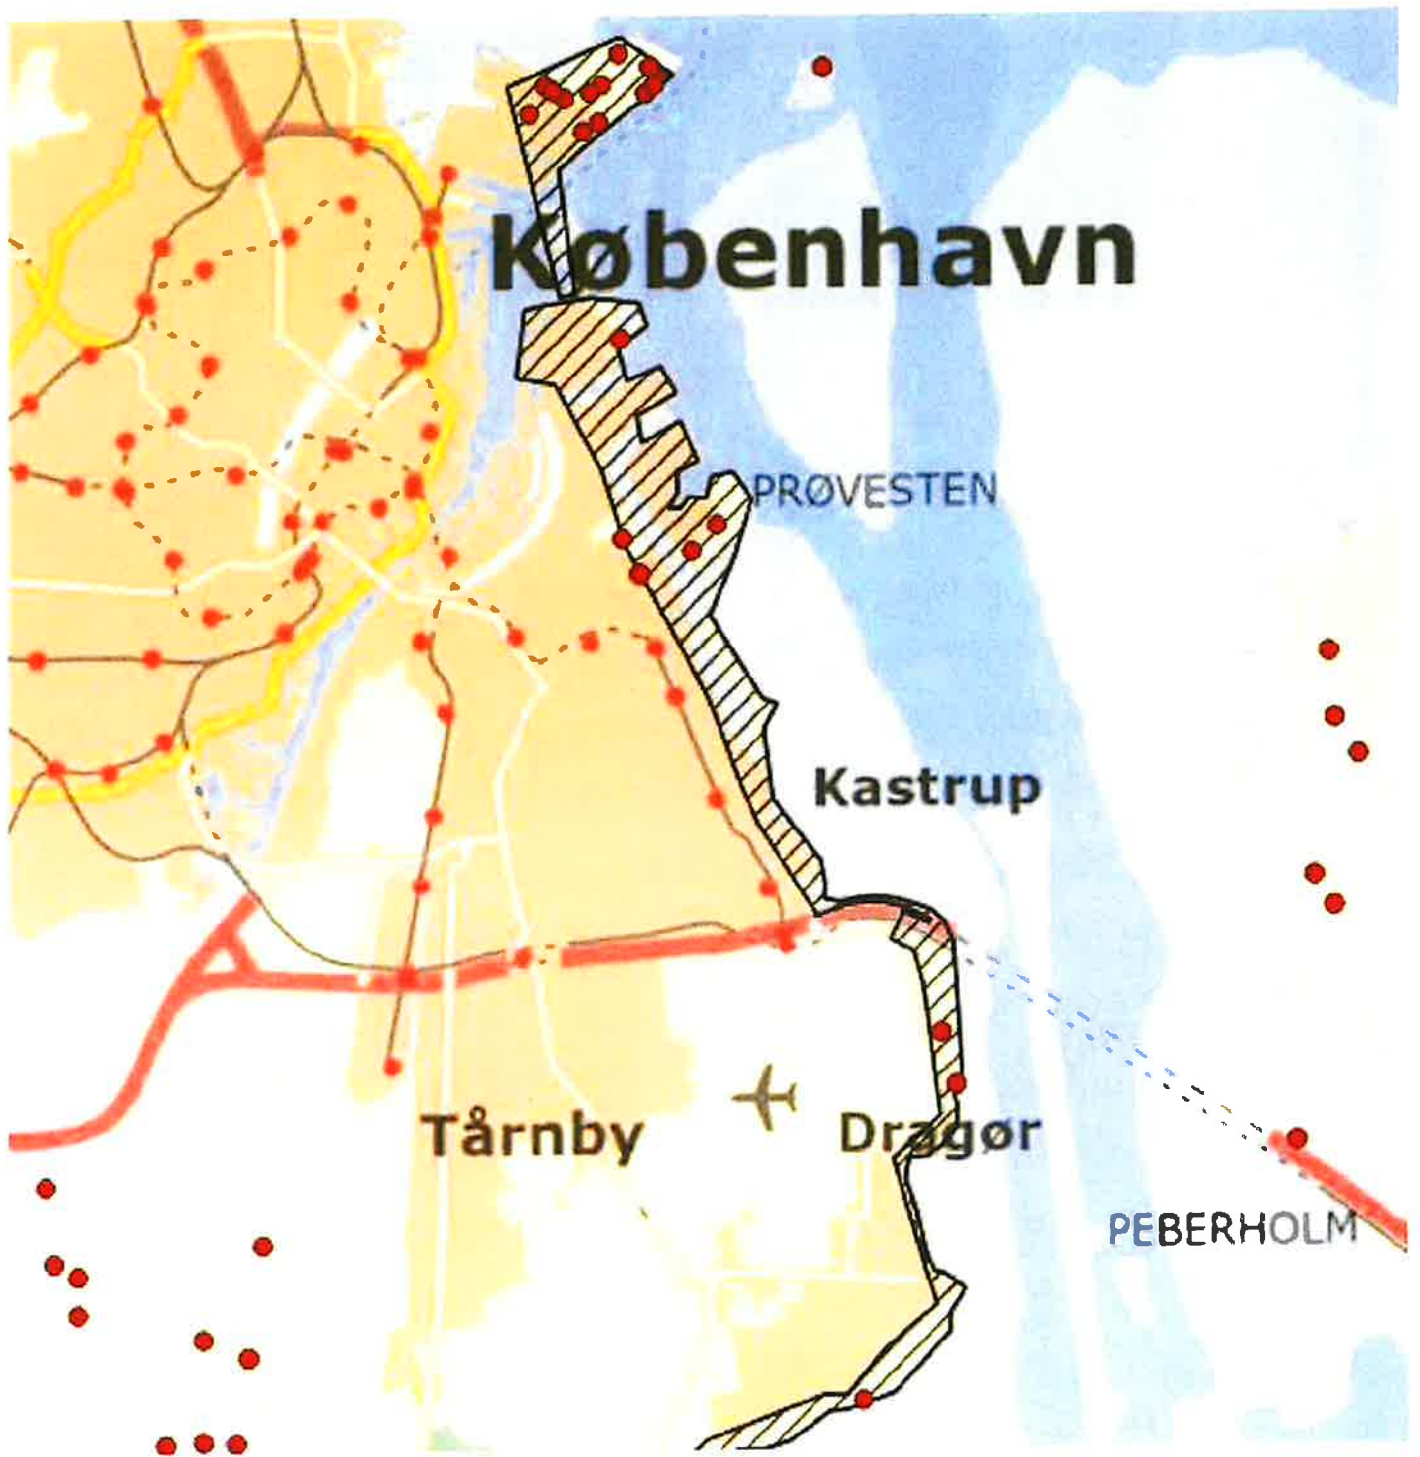 København
PRØVESTEN
Kastrup
Tårnby
Dragør
PEBERHOLM